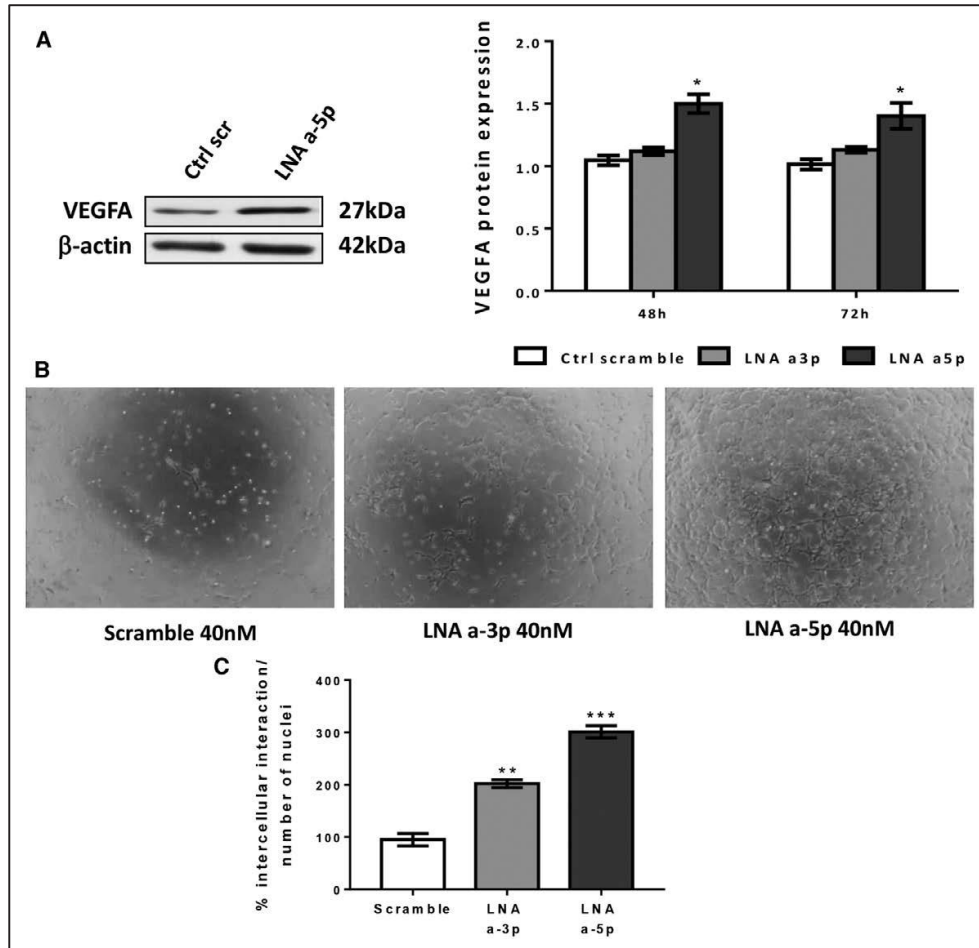 A
Ctrl scr
LNA a-5p
VEGFA
27kDa
β-actin
42kDa
VEGFA protein expression
2.0
1.5
1.0
0.5
0.0
*
*
48h
72h
Ctrl scramble
LNA a3p
LNA a5p
B
Scramble 40nM
LNA a-3p 40nM
LNA a-5p 40nM
C
% intercellular interaction/
number of nuclei
400
300
200
100
0
**
***
Scramble
LNA
a-3p
LNA
a-5p